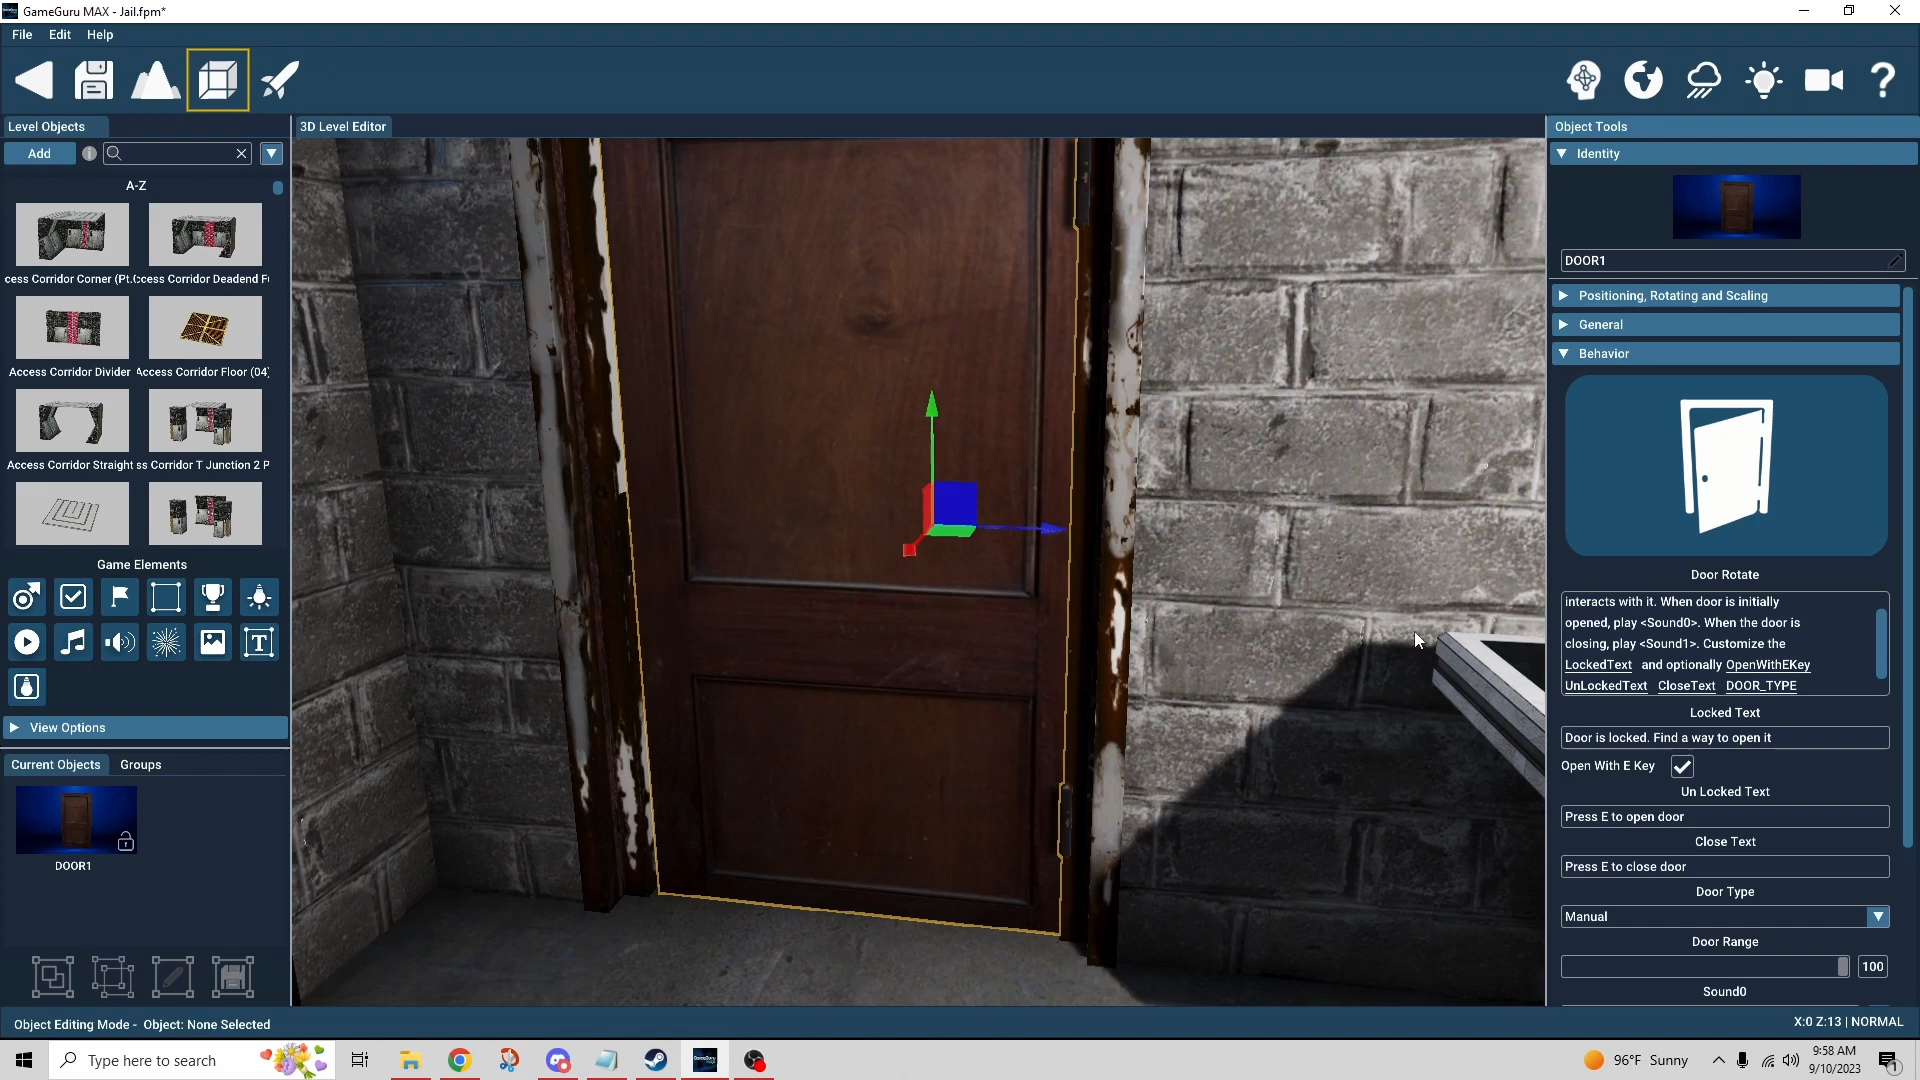 GameGuru MAX - Jail.fpm*
File Edit Help
Level Objects
3D Level Editor
Object Tools
Add
Identity
A-Z
cess Corridor Corner (Pt.
ccess Corridor Deadend F
DOOR1
Positioning, Rotating and Scaling
General
Behavior
Access Corridor Divider
Access Corridor Floor (04)
Access Corridor Straight
ss Corridor T Junction 2 P
Game Elements
Door Rotate
interacts with it. When door is initially
opened, play <Sound0>. When the door is
closing, play <Sound1>. Customize the
LockedText and optionally OpenWithEKey
UnLockedText CloseText DOOR_TYPE
Locked Text
Door is locked. Find a way to open it
Open With E Key
Un Locked Text
Press E to open door
Close Text
Press E to close door
Door Type
Manual
Door Range
100
Sound0
View Options
Current Objects Groups
DOOR1
Object Editing Mode - Object: None Selected
X:0 Z:13 | NORMAL
Type here to search
96°F Sunny
9:58 AM
9/10/2023
1